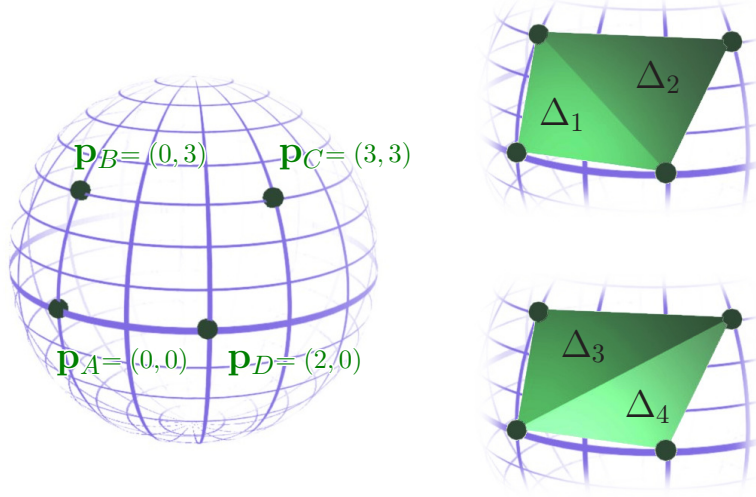 p_B = (0, 3)
p_C = (3, 3)
p_A = (0, 0)
p_D = (2, 0)
Δ_1
Δ_2
Δ_3
Δ_4